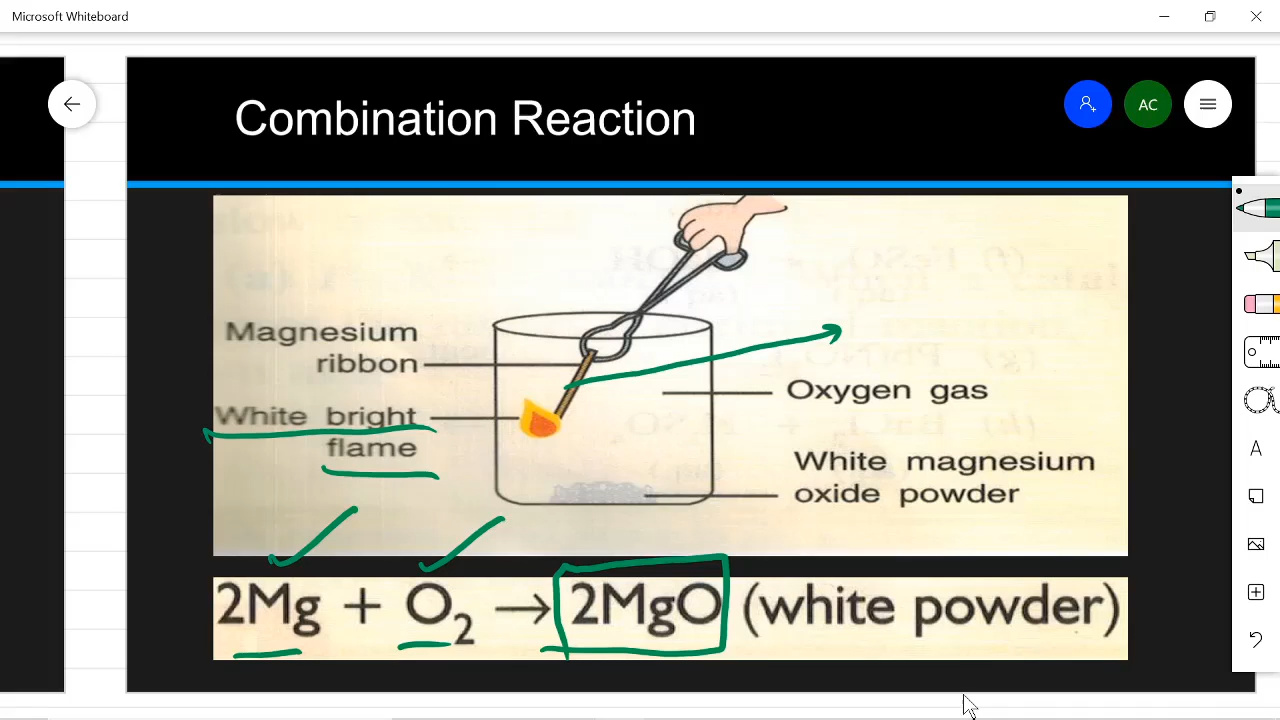 Microsoft Whiteboard
Combination Reaction
AC
Magnesium
ribbon
White bright
flame
Oxygen gas
White magnesium
oxide powder
2Mg + O₂ → 2MgO (white powder)
A